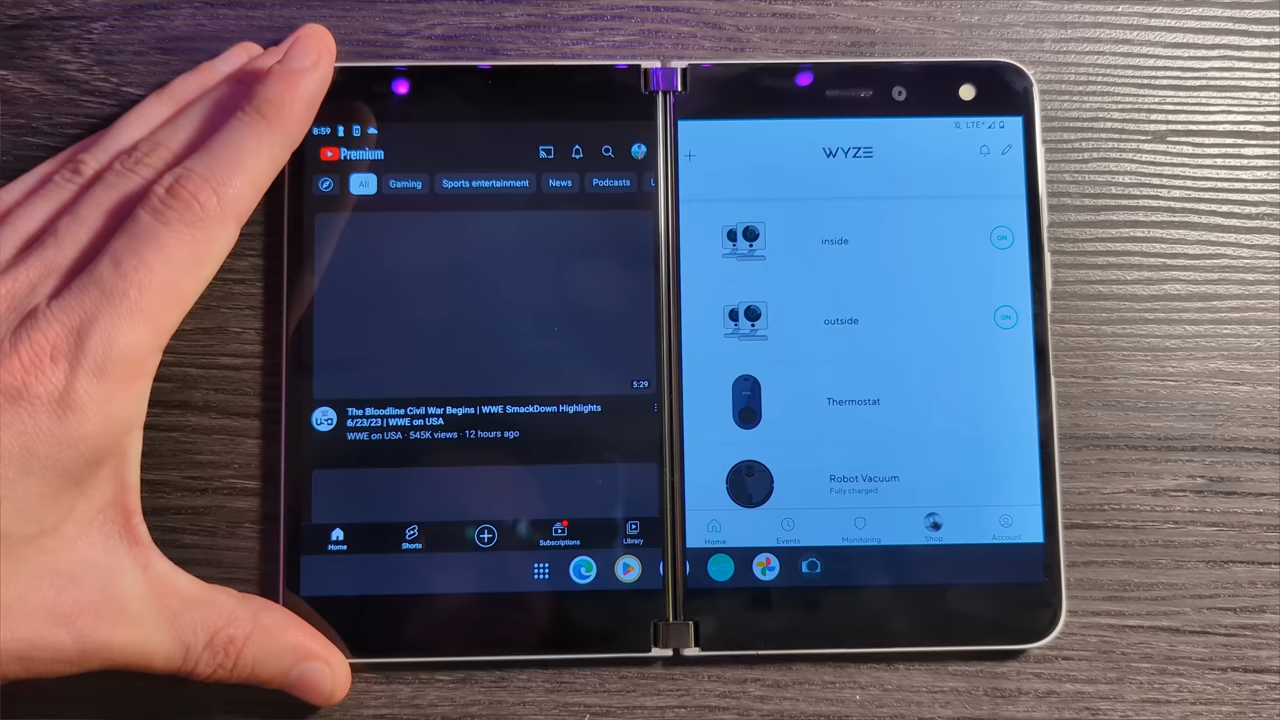 8:59
Premium
All
Gaming
Sports entertainment
News
Podcasts
L
5:29
The Bloodline Civil War Begins | WWE SmackDown Highlights
6/23/23 | WWE on USA
WWE on USA · 545K views · 12 hours ago
USA
Home
Shorts
Subscriptions
Library
LTE+
WYZE
inside
ON
outside
ON
Thermostat
Robot Vacuum
Fully charged
Home
Events
Monitoring
Shop
Account
WYZE